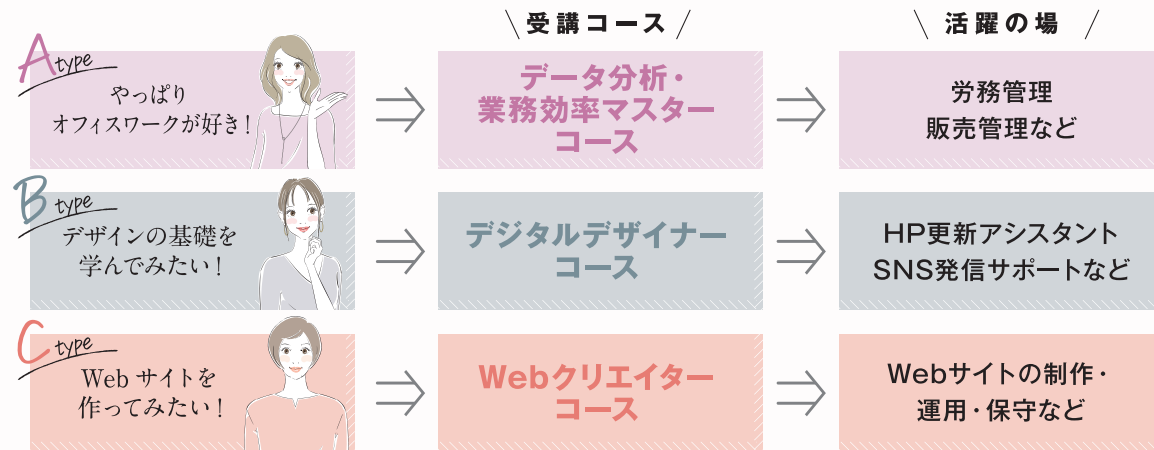 受講コース
活躍の場
A type
やっぱり
オフィスワークが好き！
データ分析・
業務効率マスター
コース
労務管理
販売管理など
B type
デザインの基礎を
学んでみたい！
デジタルデザイナー
コース
HP更新アシスタント
SNS発信サポートなど
C type
Webサイトを
作ってみたい！
Webクリエイター
コース
Webサイトの制作・
運用・保守など